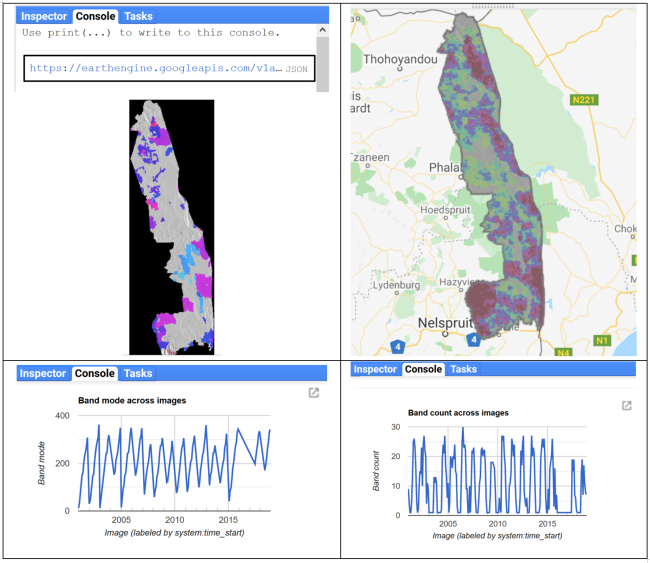 Inspector Console Tasks
Use print(...) to write to this console.
https://earthengine.googleapis.com/v1a… JSON
Thohoyandou
N221
is
ardt
Tzaneen
Phalal
Hoedspruit
Chok
Lydenburg
Hazyvie
M
Nelspruit
4
4
N1
N4
Inspector Console Tasks
Band mode across images
400
200
0
Band mode
2005
2010
2015
Image (labeled by system:time_start)
Inspector Console Tasks
Band count across images
30
20
10
0
Band count
2005
2010
2015
Image (labeled by system:time_start)